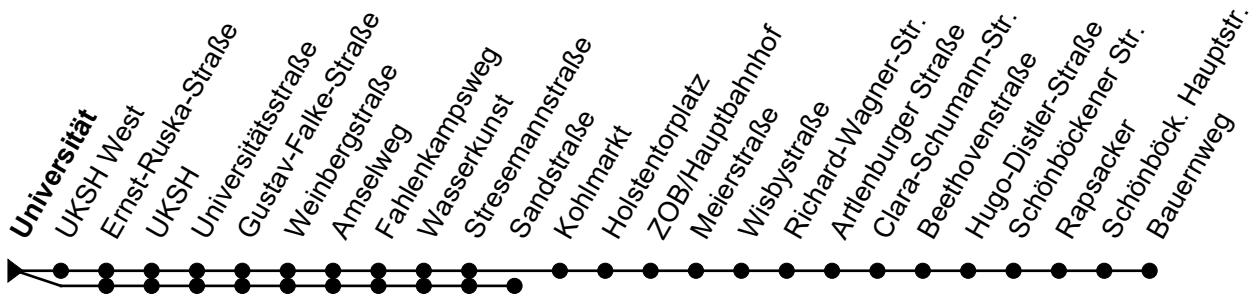 Universität
UKSH West
Ernst-Ruska-Straße
UKSH
Universitätsstraße
Gustav-Falke-Straße
Weinbergstraße
Amselweg
Fahlenkampsweg
Wasserkunst
Stresemannstraße
Sandstraße
Kohlmarkt
Holstentorplatz
ZOB/Hauptbahnhof
Meierstraße
Wisbystraße
Richard-Wagner-Str.
Artlenburger Straße
Clara-Schumann-Str.
Beethovenstraße
Hugo-Distler-Straße
Schönböckener Str.
Rapsacker
Schönböck. Hauptstr.
Bauernweg